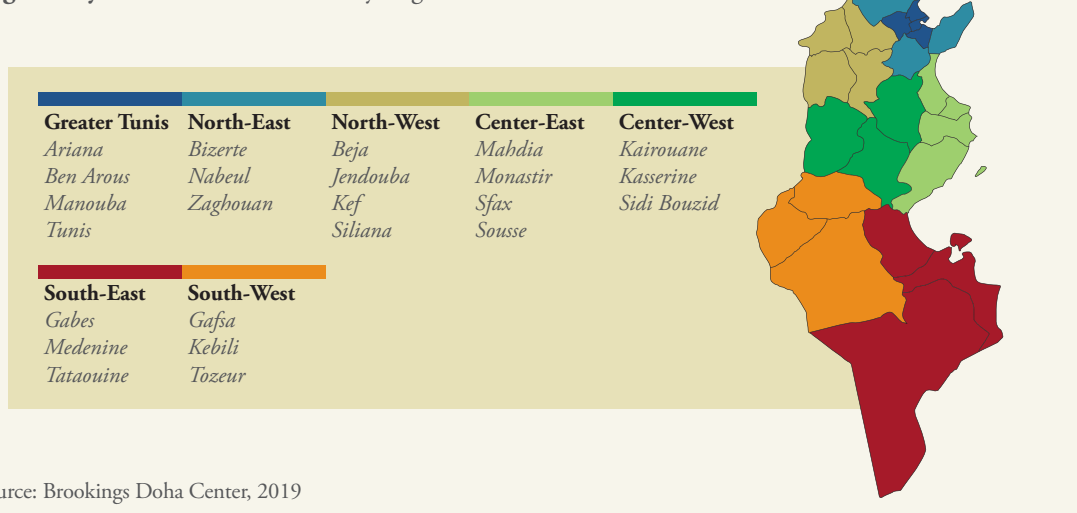 Greater Tunis
Ariana
Ben Arous
Manouba
Tunis
North-East
Bizerte
Nabeul
Zaghouan
North-West
Beja
Jendouba
Kef
Siliana
Center-East
Mahdia
Monastir
Sfax
Sousse
Center-West
Kairouane
Kasserine
Sidi Bouzid
South-East
Gabes
Medenine
Tataouine
South-West
Gafsa
Kebili
Tozeur
urce: Brookings Doha Center, 2019